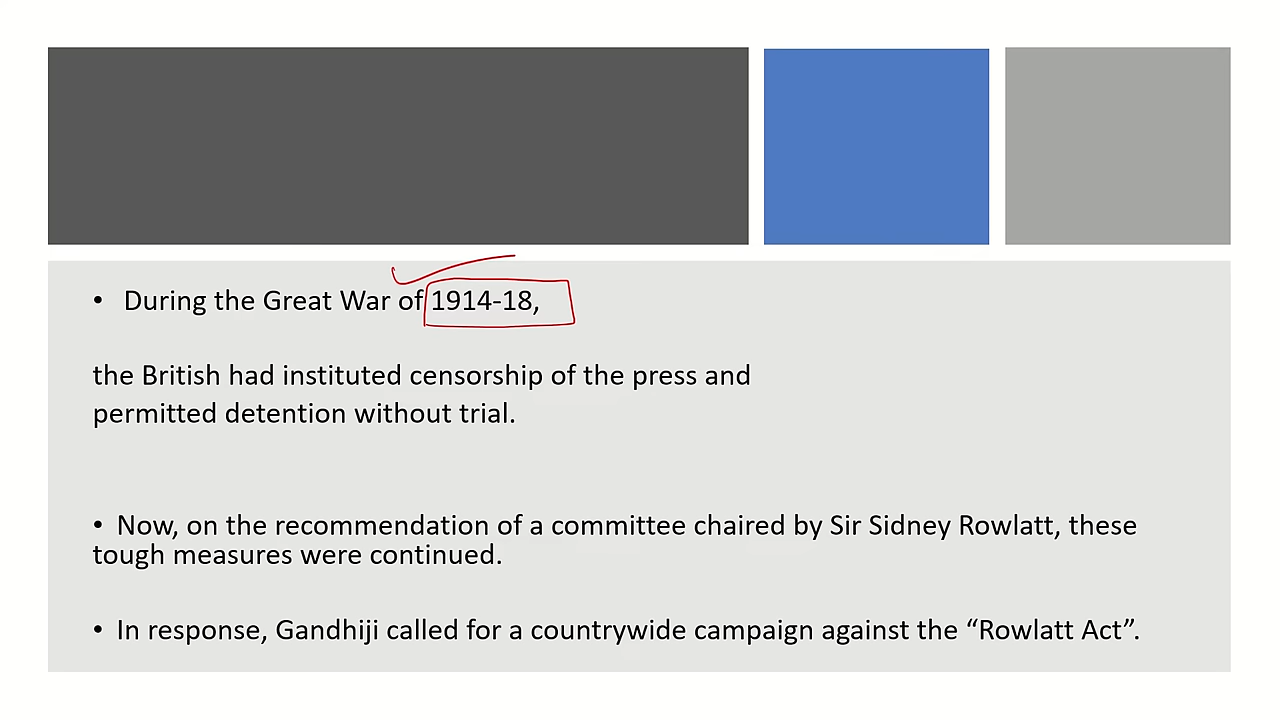 • During the Great War of 1914-18,
the British had instituted censorship of the press and
permitted detention without trial.
• Now, on the recommendation of a committee chaired by Sir Sidney Rowlatt, these
tough measures were continued.
• In response, Gandhiji called for a countrywide campaign against the “Rowlatt Act”.